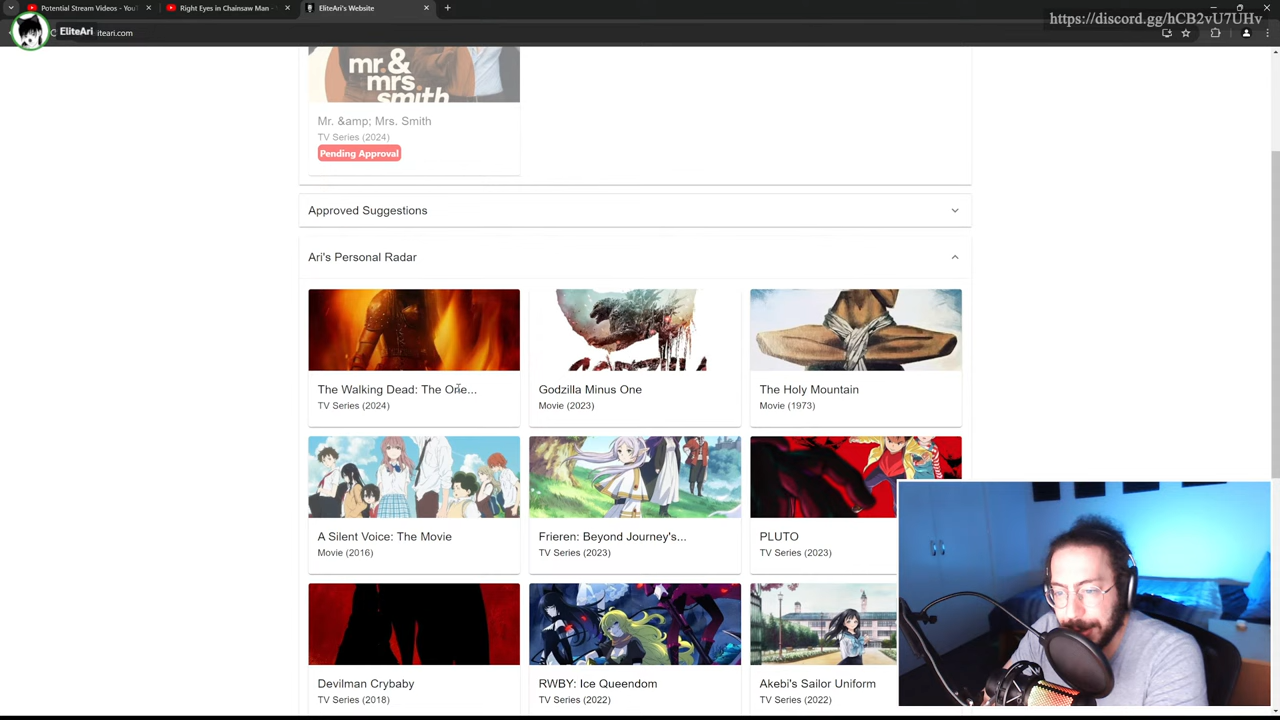 Potential Stream Videos - You
Right Eyes in Chainsaw Man -
EliteAri's Website
https://discord.gg/hCB2vU7UHv
EliteAri
iteari.com
mr. &
mrs.
smith
Mr. &amp; Mrs. Smith
TV Series (2024)
Pending Approval
Approved Suggestions
Ari's Personal Radar
The Walking Dead: The One...
TV Series (2024)
Godzilla Minus One
Movie (2023)
The Holy Mountain
Movie (1973)
A Silent Voice: The Movie
Movie (2016)
Frieren: Beyond Journey's...
TV Series (2023)
PLUTO
TV Series (2023)
Devilman Crybaby
TV Series (2018)
RWBY: Ice Queendom
TV Series (2022)
Akebi's Sailor Uniform
TV Series (2022)